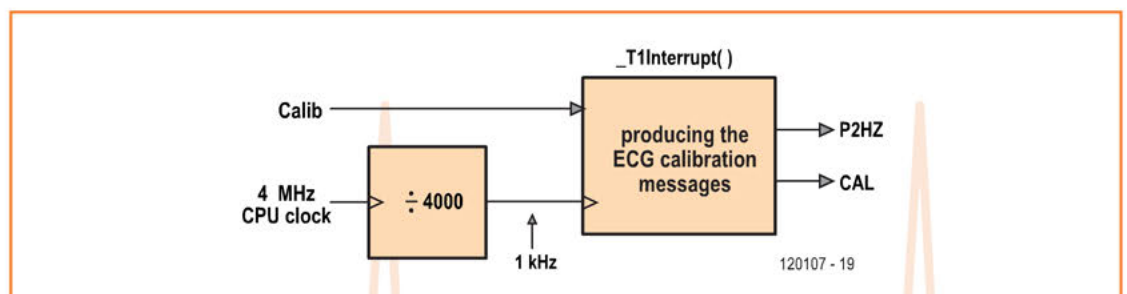 _T1Interrupt( )
Calib
producing the
ECG calibration
messages
P2HZ
CAL
4 MHz
CPU clock
÷ 4000
1 kHz
120107 - 19